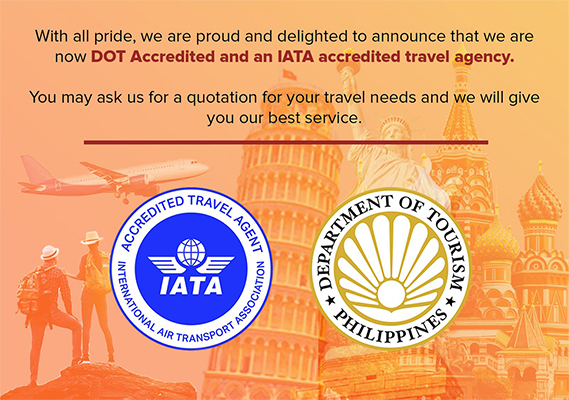 With all pride, we are proud and delighted to announce that we are
now DOT Accredited and an IATA accredited travel agency.
You may ask us for a quotation for your travel needs and we will give
you our best service.
ACCREDITED TRAVEL AGENT
IATA
INTERNATIONAL AIR TRANSPORT ASSOCIATION
DEPARTMENT OF TOURISM
★ PHILIPPINES ★